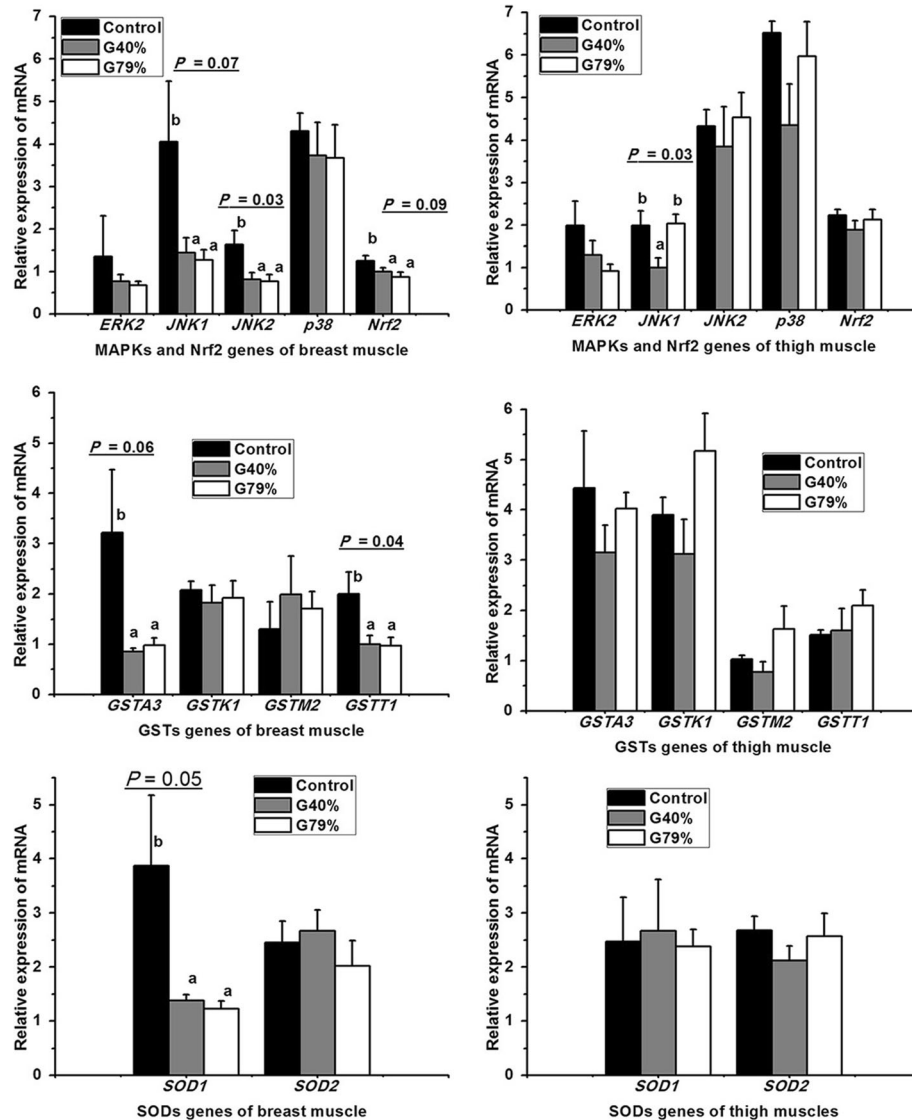 7
6
5
4
3
2
1
0
Relative expression of mRNA
Control
G40%
G79%
P = 0.07
b
a
a
P = 0.03
b
a a
P = 0.09
b
a
a
ERK2 JNK1 JNK2 p38 Nrf2
MAPKs and Nrf2 genes of breast muscle
7
6
5
4
3
2
1
0
Relative expression of mRNA
Control
G40%
G79%
P = 0.03
b b
a
ERK2 JNK1 JNK2 p38 Nrf2
MAPKs and Nrf2 genes of thigh muscle
6
5
4
3
2
1
0
Relative expression of mRNA
Control
G40%
G79%
P = 0.06
b
a a
P = 0.04
b
a a
GSTA3 GSTK1 GSTM2 GSTT1
GSTs genes of breast muscle
6
5
4
3
2
1
0
Relative expression of mRNA
Control
G40%
G79%
GSTA3 GSTK1 GSTM2 GSTT1
GSTs genes of thigh muscle
5
4
3
2
1
0
Relative expression of mRNA
Control
G40%
G79%
P = 0.05
b
a a
SOD1 SOD2
SODs genes of breast muscle
5
4
3
2
1
0
Relative expression of mRNA
Control
G40%
G79%
SOD1 SOD2
SODs genes of thigh muscles